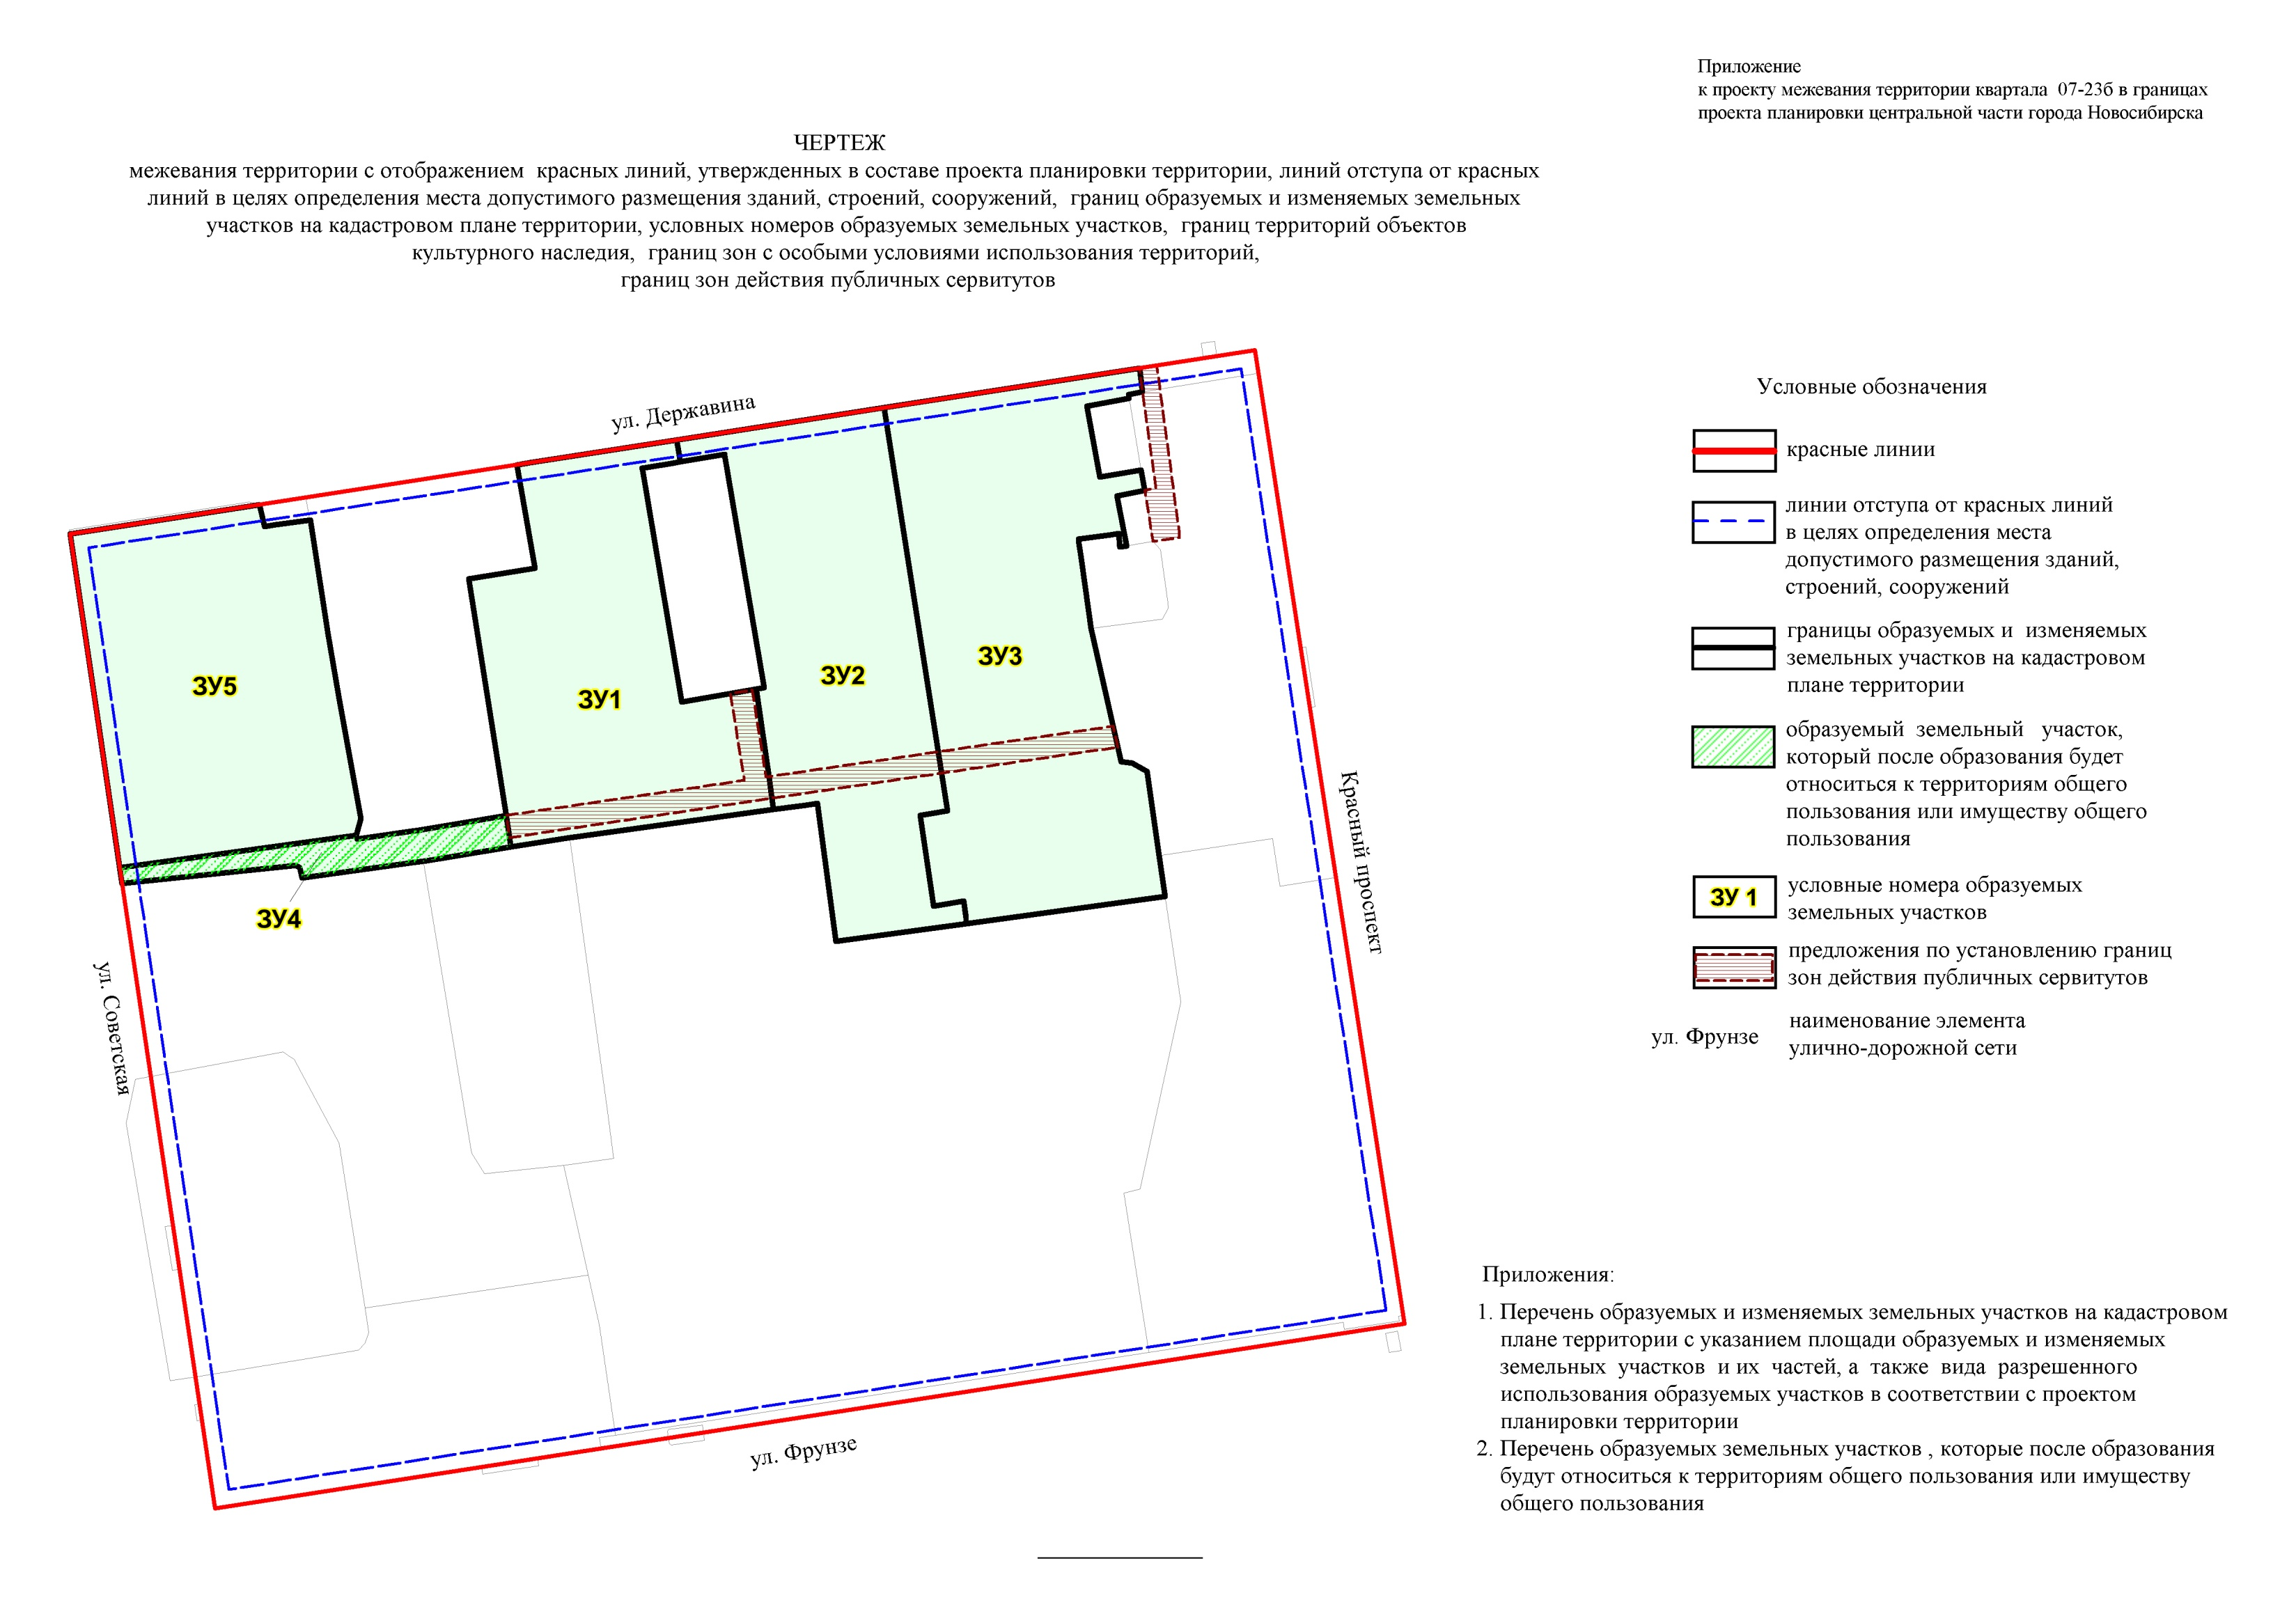 Приложение
к проекту межевания территории квартала 07-23б в границах
проекта планировки центральной части города Новосибирска
ЧЕРТЕЖ
межевания территории с отображением красных линий, утвержденных в составе проекта планировки территории, линий отступа от красных
линий в целях определения места допустимого размещения зданий, строений, сооружений, границ образуемых и изменяемых земельных
участков на кадастровом плане территории, условных номеров образуемых земельных участков, границ территорий объектов
культурного наследия, границ зон с особыми условиями использования территорий,
границ зон действия публичных сервитутов
ул. Державина
ЗУ5
ЗУ1
ЗУ2
ЗУ3
ЗУ4
ул. Советская
Красный проспект
ул. Фрунзе
Условные обозначения
красные линии
линии отступа от красных линий
в целях определения места
допустимого размещения зданий,
строений, сооружений
границы образуемых и изменяемых
земельных участков на кадастровом
плане территории
образуемый земельный участок,
который после образования будет
относиться к территориям общего
пользования или имуществу общего
пользования
ЗУ 1
условные номера образуемых
земельных участков
предложения по установлению границ
зон действия публичных сервитутов
ул. Фрунзе
наименование элемента
улично-дорожной сети
Приложения:
1. Перечень образуемых и изменяемых земельных участков на кадастровом
плане территории с указанием площади образуемых и изменяемых
земельных участков и их частей, а также вида разрешенного
использования образуемых участков в соответствии с проектом
планировки территории
2. Перечень образуемых земельных участков , которые после образования
будут относиться к территориям общего пользования или имуществу
общего пользования